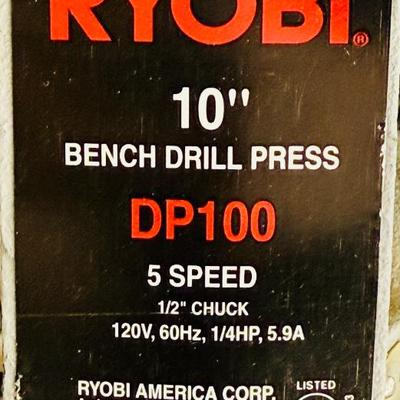 RYOBI®
10"
BENCH DRILL PRESS
DP100
5 SPEED
1/2" CHUCK
120V, 60Hz, 1/4HP, 5.9A
RYOBI AMERICA CORP.
LISTED